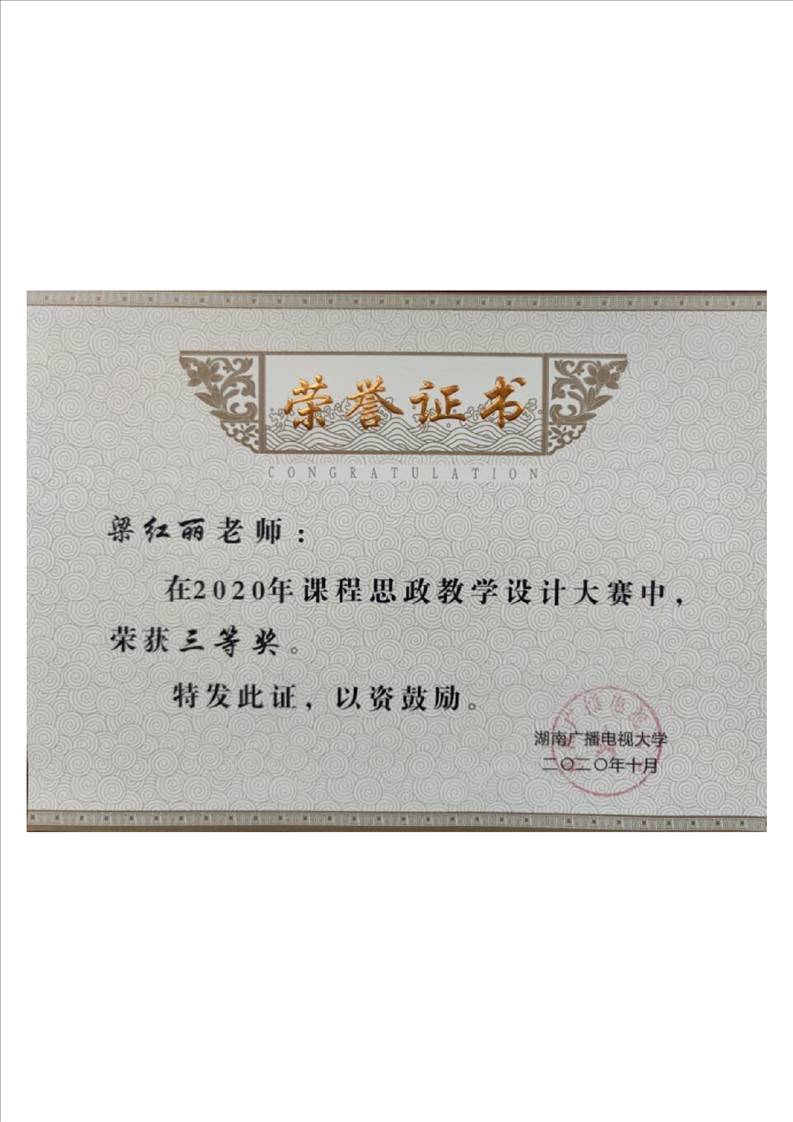 荣誉证书
CONGRATULATION
梁红丽老师：
在2020年课程思政教学设计大赛中，
荣获三等奖。
特发此证，以资鼓励。
湖南广播电视大学
二〇二〇年十月